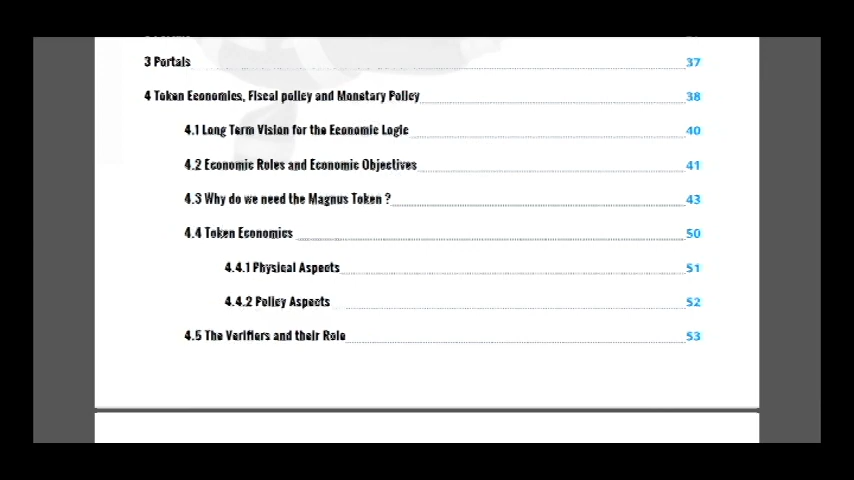 3 Portals 37
4 Token Economics, Fiscal policy and Monetary Policy 38
4.1 Long Term Vision for the Economic Logic 40
4.2 Economic Roles and Economic Objectives 41
4.3 Why do we need the Magnus Token ? 43
4.4 Token Economics 50
4.4.1 Physical Aspects 51
4.4.2 Policy Aspects 52
4.5 The Verifiers and their Role 53